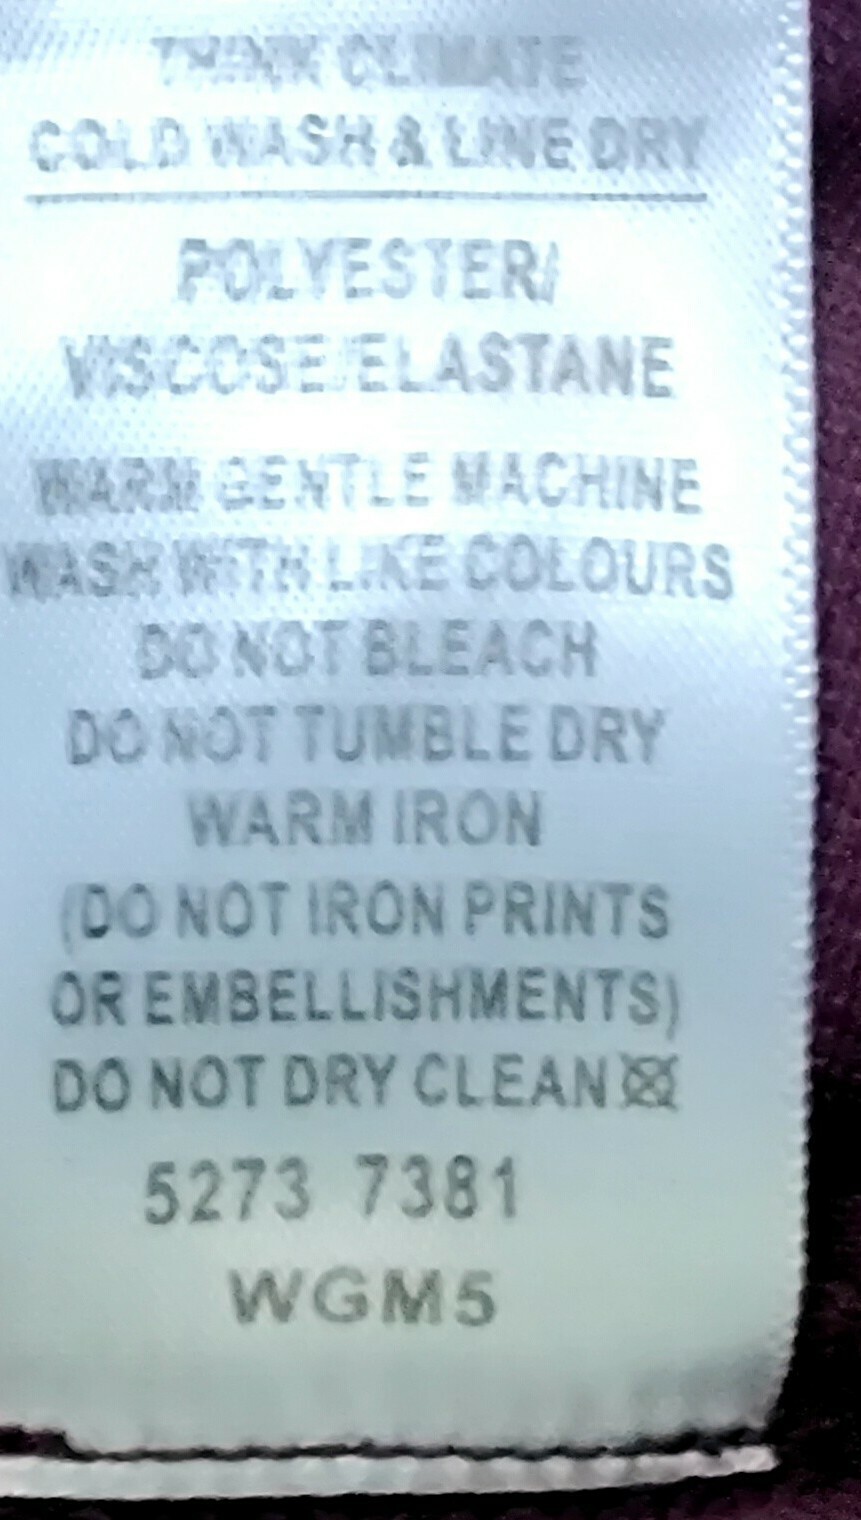 THINK CLIMATE
COLD WASH & LINE DRY
POLYESTER/
VISCOSE/ELASTANE
WARM GENTLE MACHINE
WASH WITH LIKE COLOURS
DO NOT BLEACH
DO NOT TUMBLE DRY
WARM IRON
(DO NOT IRON PRINTS
OR EMBELLISHMENTS)
DO NOT DRY CLEAN
5273 7381
WGM5